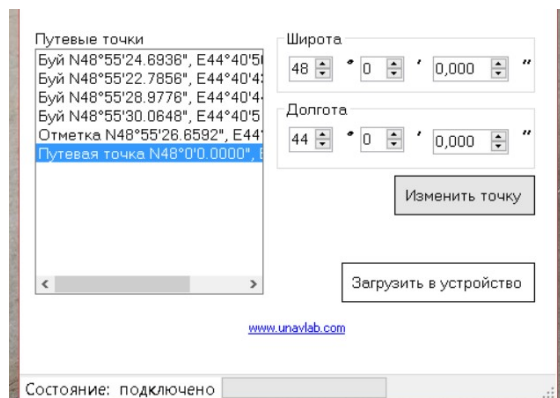 Путевые точки
Буй N48°55'24.6936", E44°40'5
Буй N48°55'22.7856", E44°40'4
Буй N48°55'28.9776", E44°40'4
Буй N48°55'30.0648", E44°40'5
Отметка N48°55'26.6592", E44
Путевая точка N48°0'0.0000", E
Широта
48 ° 0 ' 0,000 "
Долгота
44 ° 0 ' 0,000 "
Изменить точку
Загрузить в устройство
www.unavlab.com
Состояние: подключено